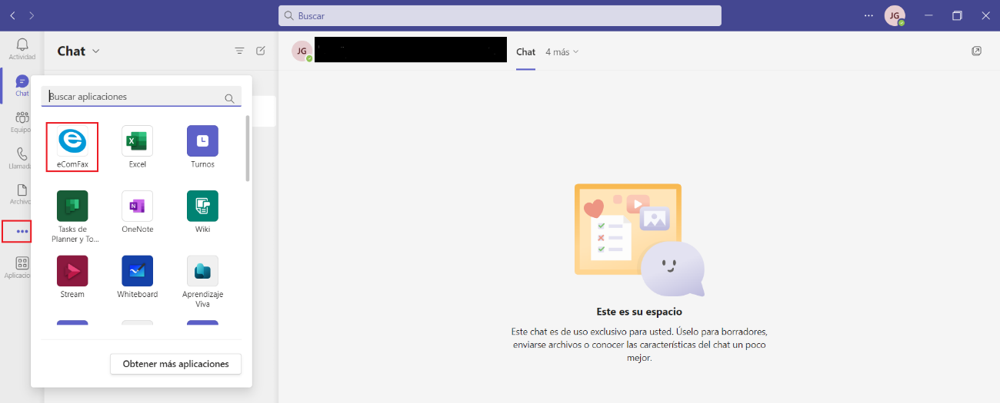 Buscar
JG
Actividad
Chat
Equipo
Llamada
Archivo
Aplicacio
Chat
Buscar aplicaciones
eComFax
Excel
Turnos
Tasks de
Planner y To...
OneNote
Wiki
Stream
Whiteboard
Aprendizaje
Viva
Obtener más aplicaciones
JG
Chat
4 más
Este es su espacio
Este chat es de uso exclusivo para usted. Úselo para borradores,
enviarse archivos o conocer las características del chat un poco
mejor.